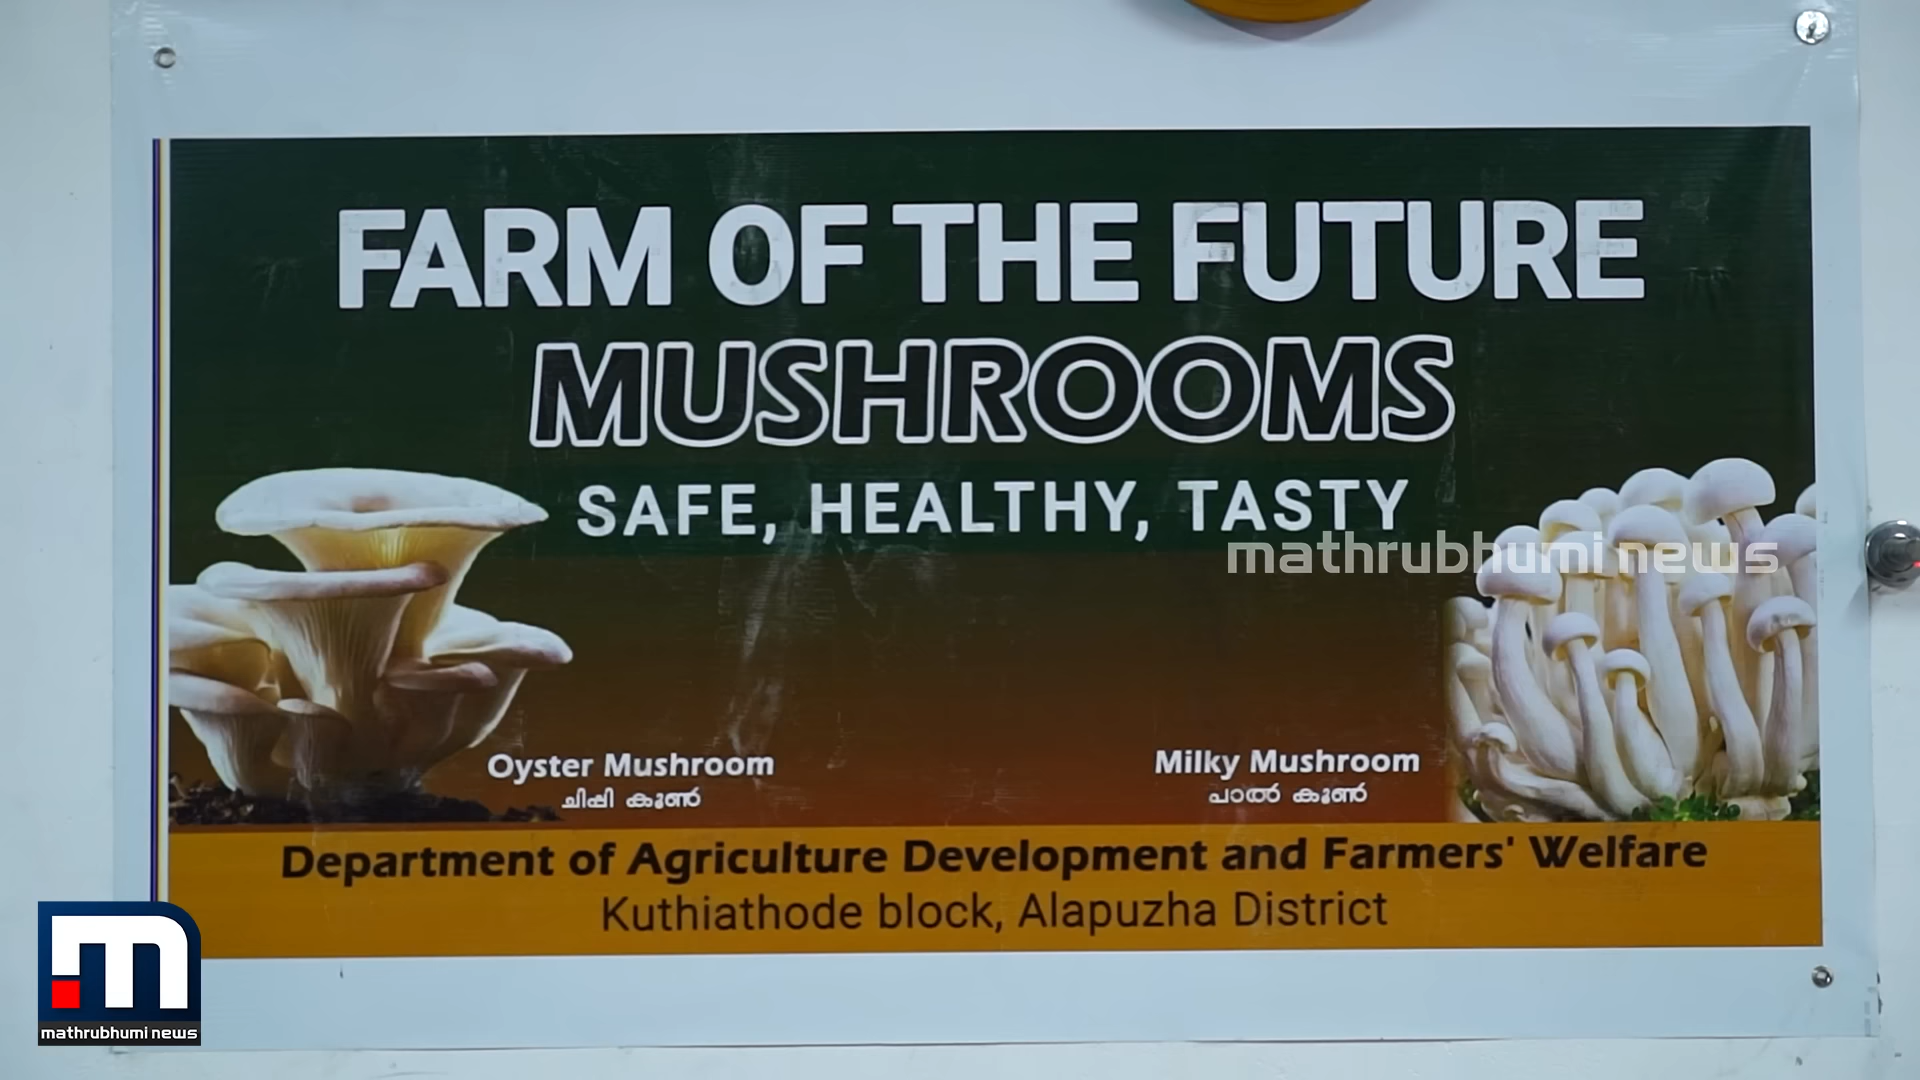 FARM OF THE FUTURE
MUSHROOMS
SAFE, HEALTHY, TASTY
mathrubhumi news
Oyster Mushroom
ചിപ്പി കൂൺ
Milky Mushroom
പാൽ കൂൺ
Department of Agriculture Development and Farmers' Welfare
Kuthiathode block, Alapuzha District
mathrubhumi news